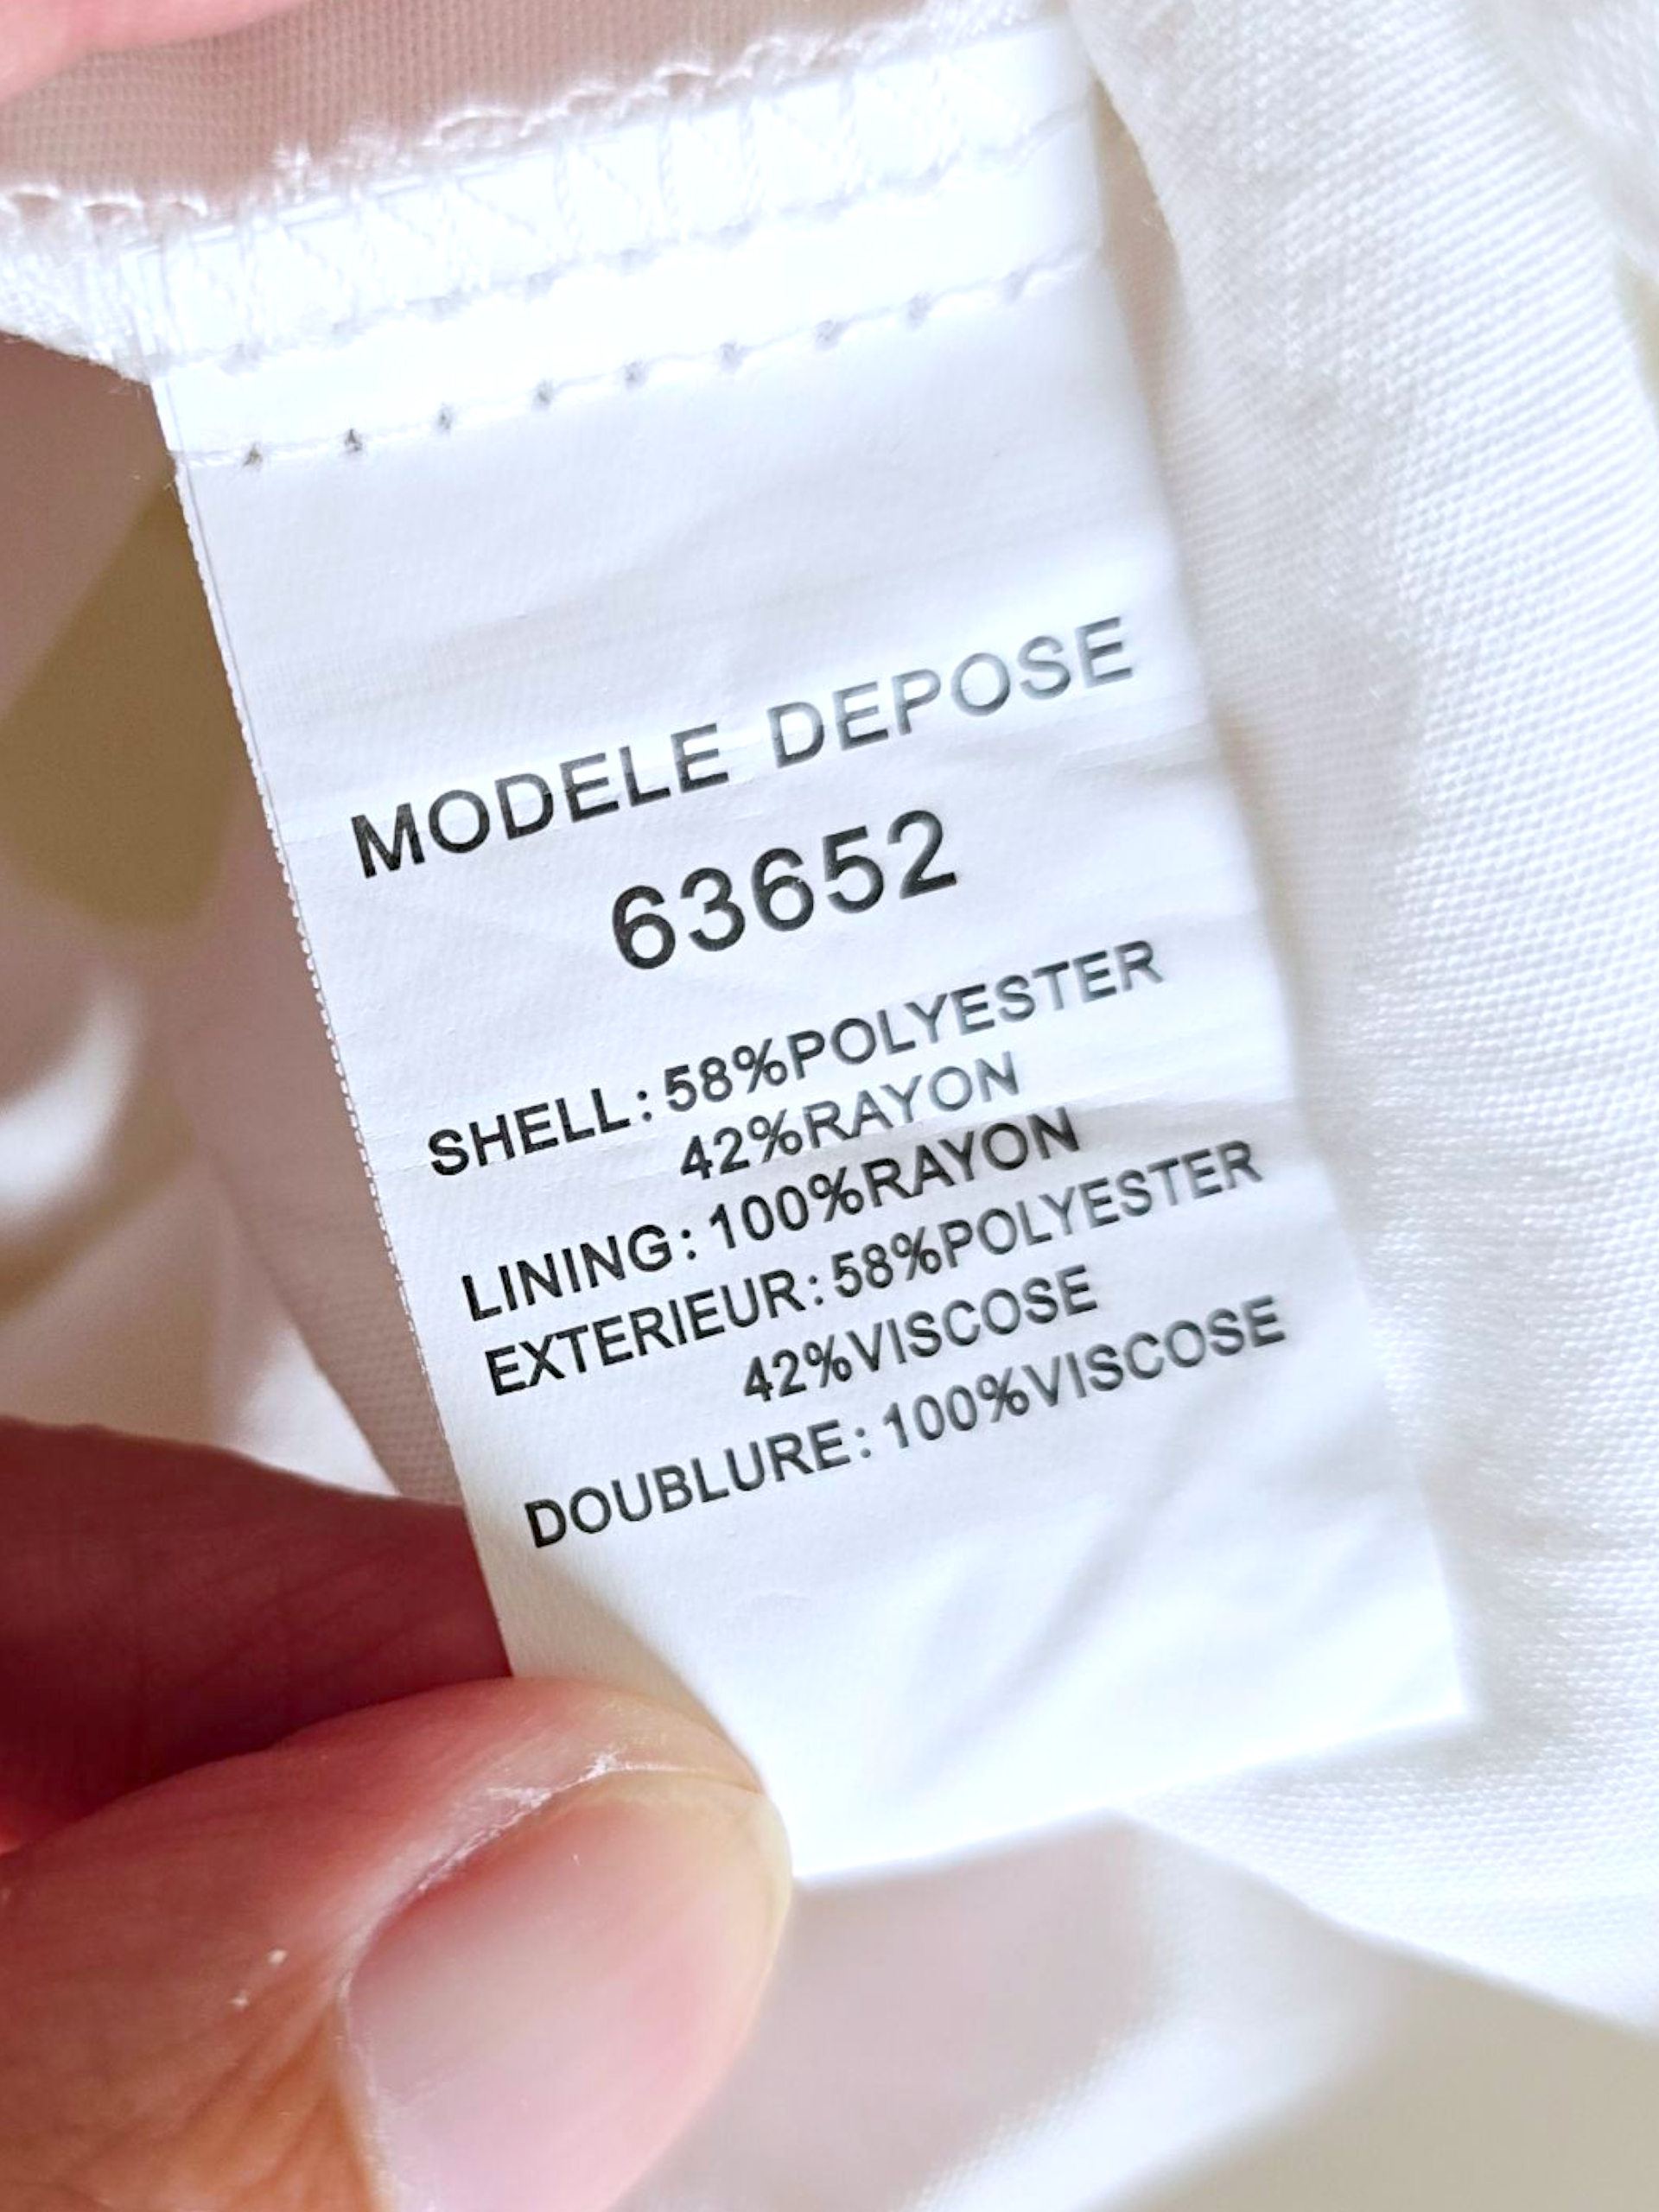 MODELE DEPOSE
63652
SHELL:58%POLYESTER
42%RAYON
LINING:100%RAYON
EXTERIEUR:58%POLYESTER
42%VISCOSE
DOUBLURE:100%VISCOSE